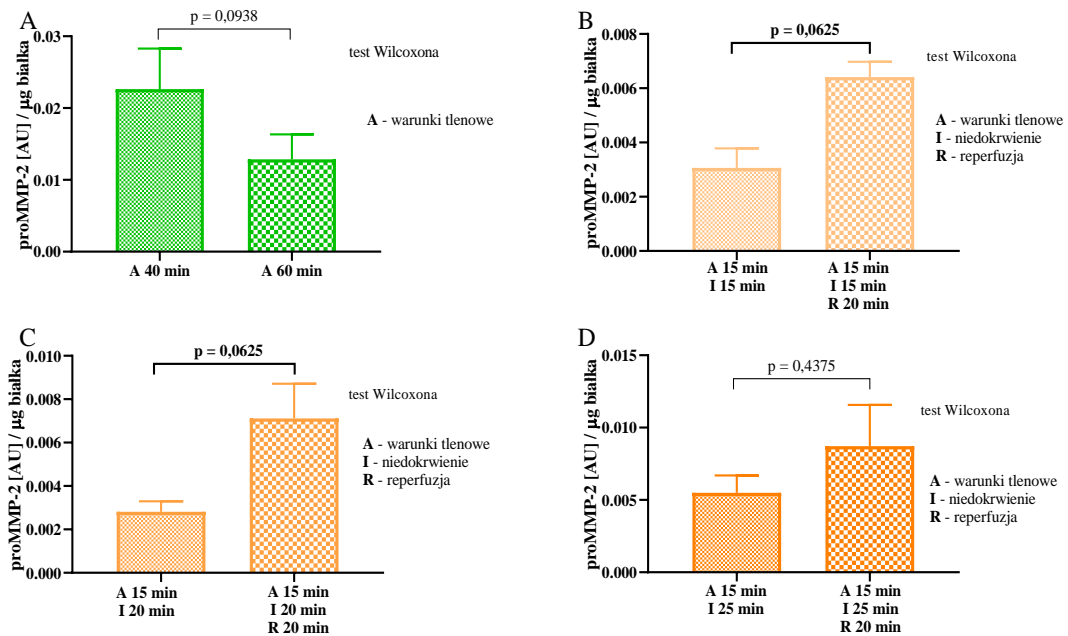 A
p = 0,0938
test Wilcoxona
A - warunki tlenowe
proMMP-2 [AU] / µg białka
0.03
0.02
0.01
0.00
A 40 min
A 60 min
B
p = 0,0625
test Wilcoxona
A - warunki tlenowe
I - niedokrwienie
R - reperfuzja
proMMP-2 [AU] / µg białka
0.008
0.006
0.004
0.002
0.000
A 15 min
I 15 min
A 15 min
I 15 min
R 20 min
C
p = 0,0625
test Wilcoxona
A - warunki tlenowe
I - niedokrwienie
R - reperfuzja
proMMP-2 [AU] / µg białka
0.010
0.008
0.006
0.004
0.002
0.000
A 15 min
I 20 min
A 15 min
I 20 min
R 20 min
D
p = 0,4375
test Wilcoxona
A - warunki tlenowe
I - niedokrwienie
R - reperfuzja
proMMP-2 [AU] / µg białka
0.015
0.010
0.005
0.000
A 15 min
I 25 min
A 15 min
I 25 min
R 20 min